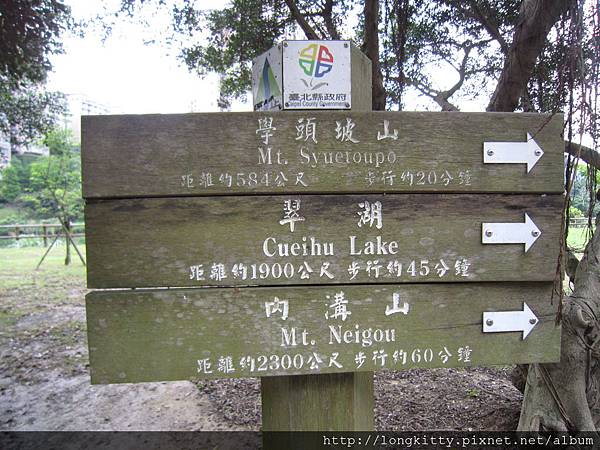 臺北縣政府
Taipei County Government
學頭坡山
Mt. Syuetoupo
距離約584公尺 步行約20分鐘
翠湖
Cueihu Lake
距離約1900公尺 步行約45分鐘
內溝山
Mt. Neigou
距離約2300公尺 步行約60分鐘
http://longkitty.pixnet.net/album